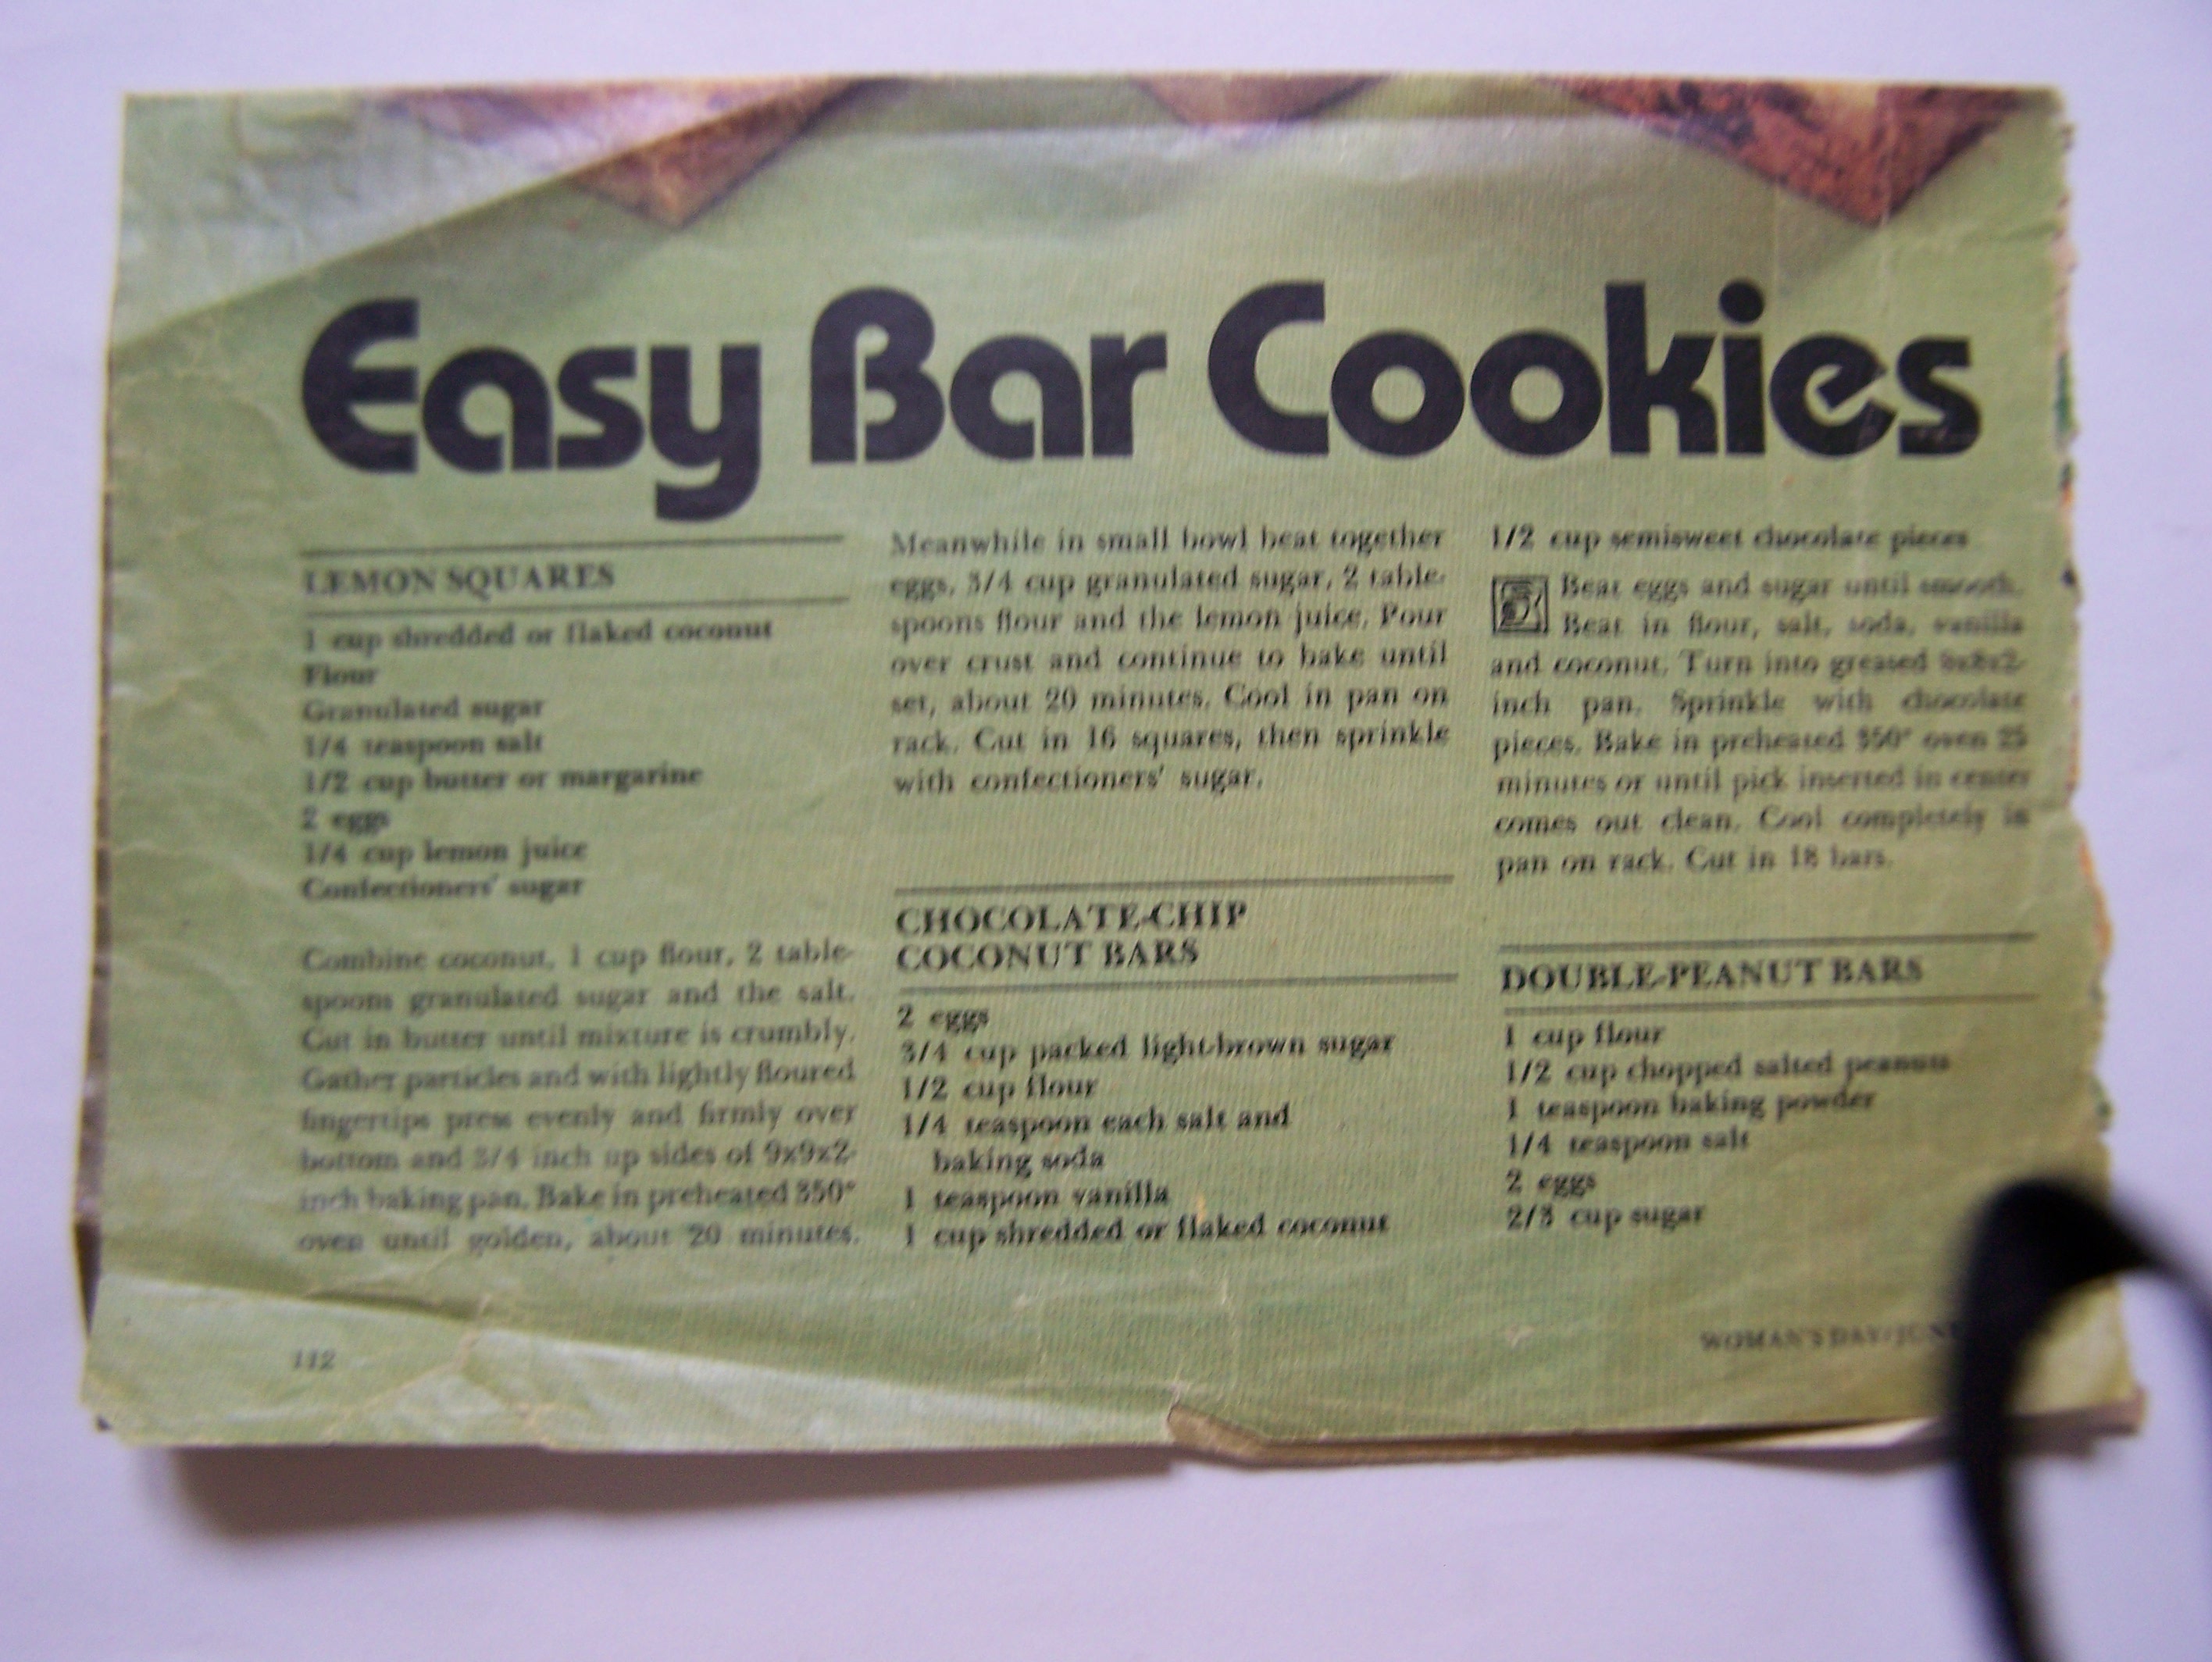 Easy Bar Cookies
LEMON SQUARES
1 cup shredded or flaked coconut
Flour
Granulated sugar
1/4 teaspoon salt
1/2 cup butter or margarine
2 eggs
1/4 cup lemon juice
Confectioners' sugar
Combine coconut, 1 cup flour, 2 table-
spoons granulated sugar and the salt.
Cut in butter until mixture is crumbly.
Gather particles and with lightly floured
fingertips press evenly and firmly over
bottom and 3/4 inch up sides of 9x9x2-
inch baking pan. Bake in preheated 350°
oven until golden, about 20 minutes.
Meanwhile in small bowl beat together
eggs, 3/4 cup granulated sugar, 2 table-
spoons flour and the lemon juice. Pour
over crust and continue to bake until
set, about 20 minutes. Cool in pan on
rack. Cut in 16 squares, then sprinkle
with confectioners' sugar.
CHOCOLATE-CHIP
COCONUT BARS
2 eggs
3/4 cup packed light-brown sugar
1/2 cup flour
1/4 teaspoon each salt and
baking soda
1 teaspoon vanilla
1 cup shredded or flaked coconut
1/2 cup semisweet chocolate pieces
Beat eggs and sugar until smooth.
Beat in flour, salt, soda, vanilla
and coconut. Turn into greased
inch pan. Sprinkle with chocolate
pieces. Bake in preheated 350° oven 25
minutes or until pick inserted in center
comes out clean. Cool completely in
pan on rack. Cut in 18 bars.
DOUBLE-PEANUT BARS
1 cup flour
1/2 cup chopped salted peanuts
1 teaspoon baking powder
1/4 teaspoon salt
2 eggs
2/3 cup sugar
112
WOMAN'S DAY/JUNE